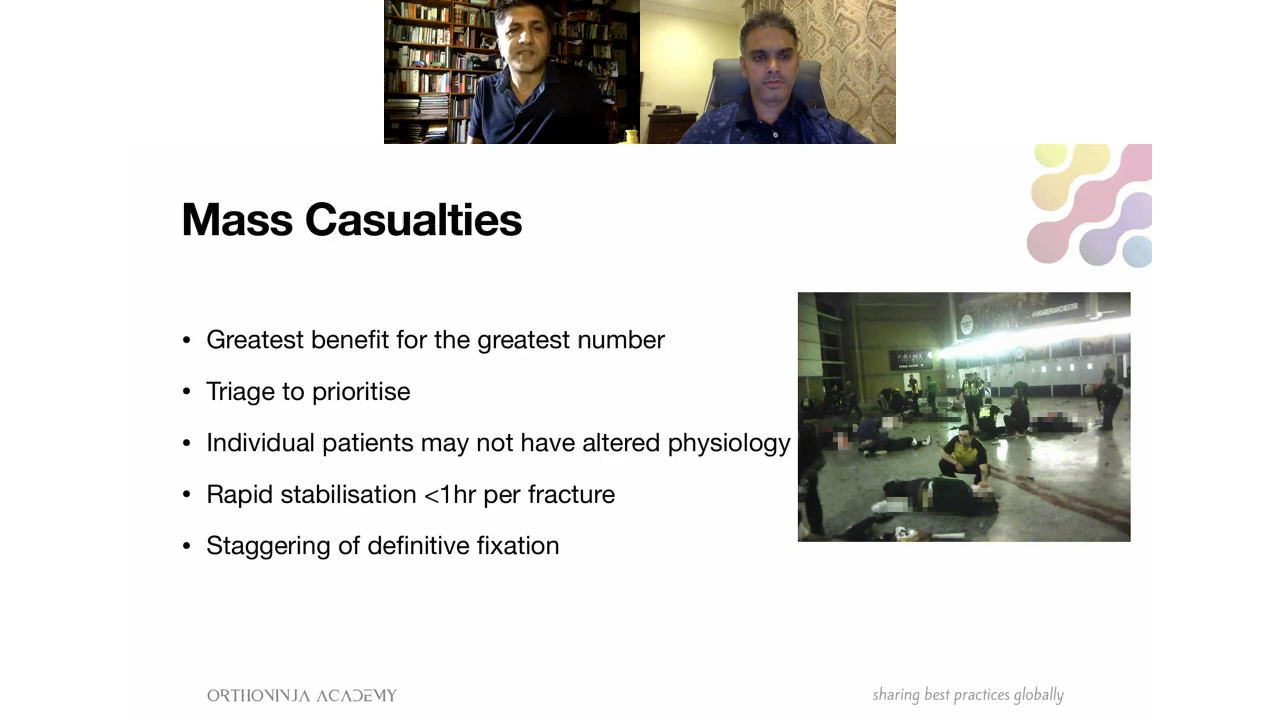 Mass Casualties
• Greatest benefit for the greatest number
• Triage to prioritise
• Individual patients may not have altered physiology
• Rapid stabilisation <1hr per fracture
• Staggering of definitive fixation
ORTHONINJA ACADEMY
sharing best practices globally